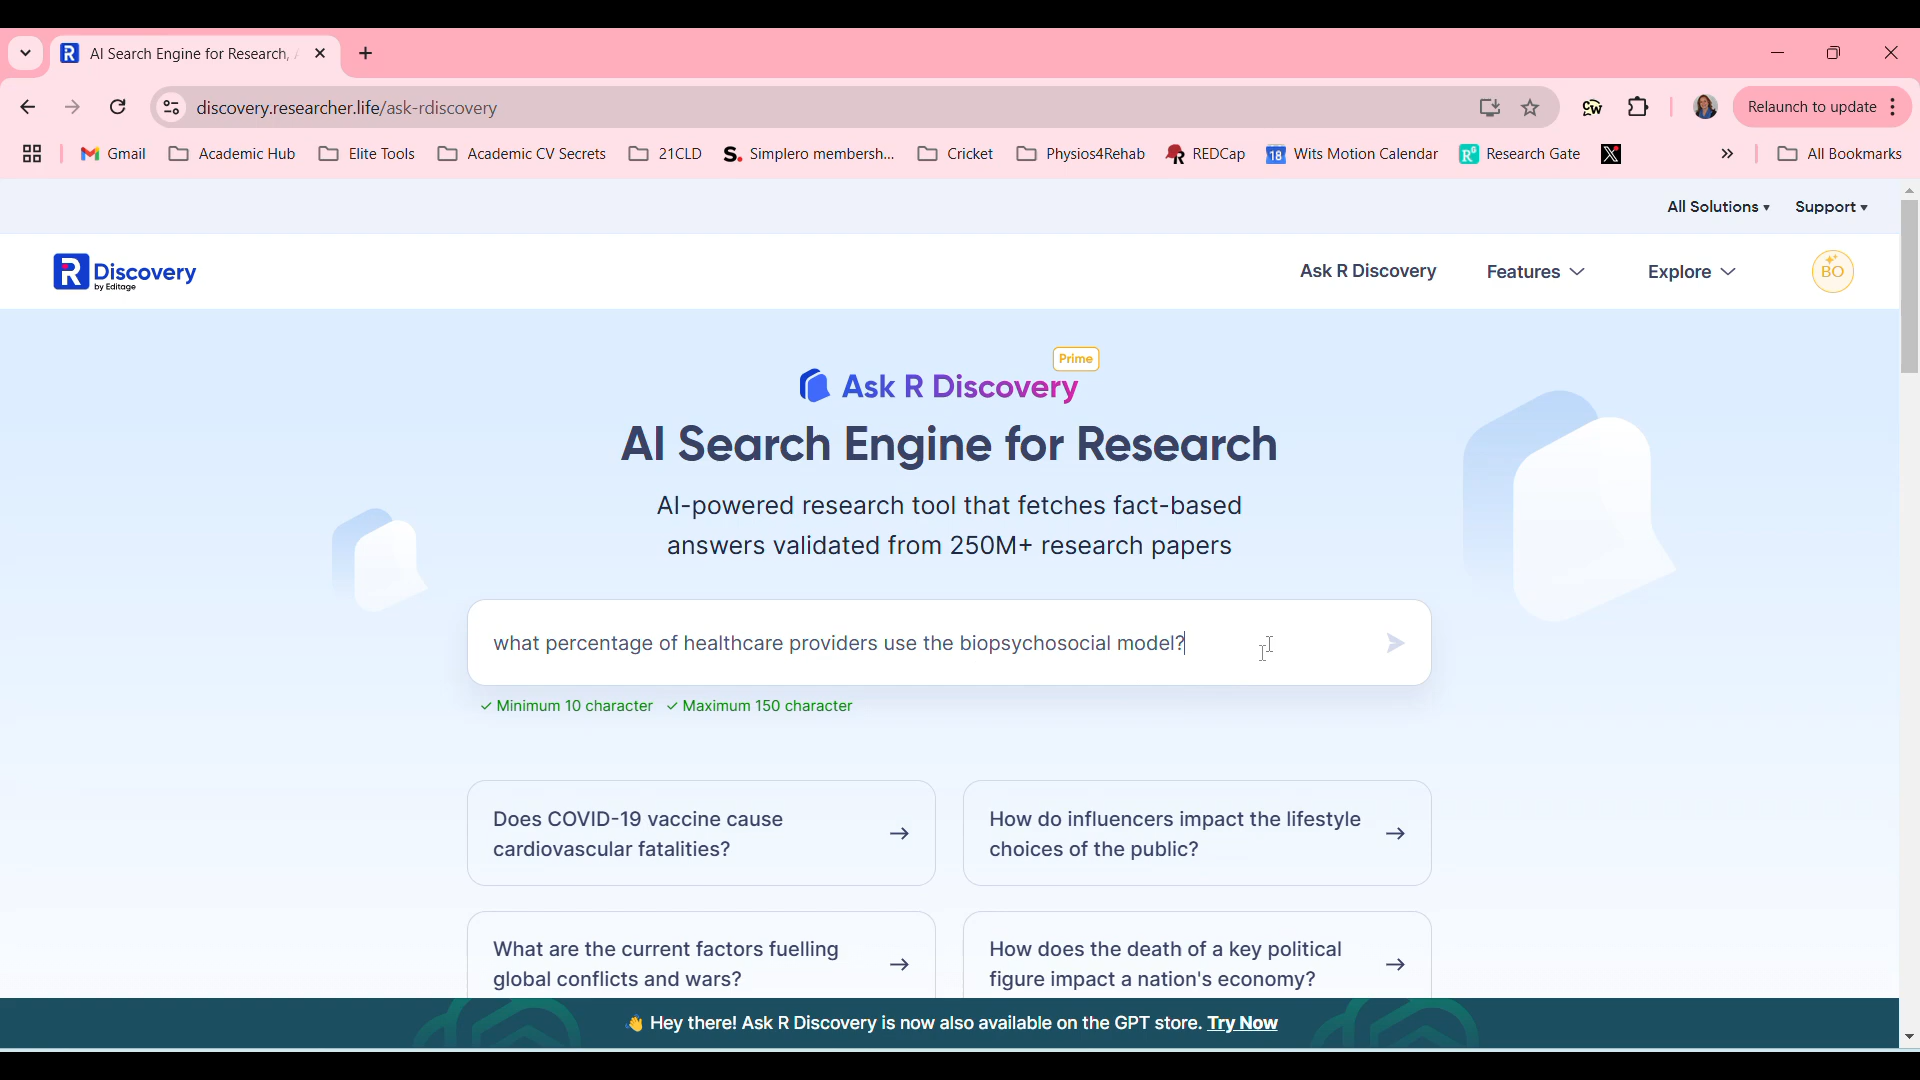 AI Search Engine for Research,
discovery.researcher.life/ask-rdiscovery
Relaunch to update
Gmail
Academic Hub
Elite Tools
Academic CV Secrets
21CLD
S. Simplero membersh...
Cricket
Physios4Rehab
REDCap
18 Wits Motion Calendar
Research Gate
All Bookmarks
All Solutions
Support
R Discovery
by Editage
Ask R Discovery
Features
Explore
BO
Prime
Ask R Discovery
AI Search Engine for Research
AI-powered research tool that fetches fact-based
answers validated from 250M+ research papers
what percentage of healthcare providers use the biopsychosocial model?
✓ Minimum 10 character ✓ Maximum 150 character
Does COVID-19 vaccine cause
cardiovascular fatalities?
How do influencers impact the lifestyle
choices of the public?
What are the current factors fuelling
global conflicts and wars?
How does the death of a key political
figure impact a nation's economy?
👋 Hey there! Ask R Discovery is now also available on the GPT store. Try Now